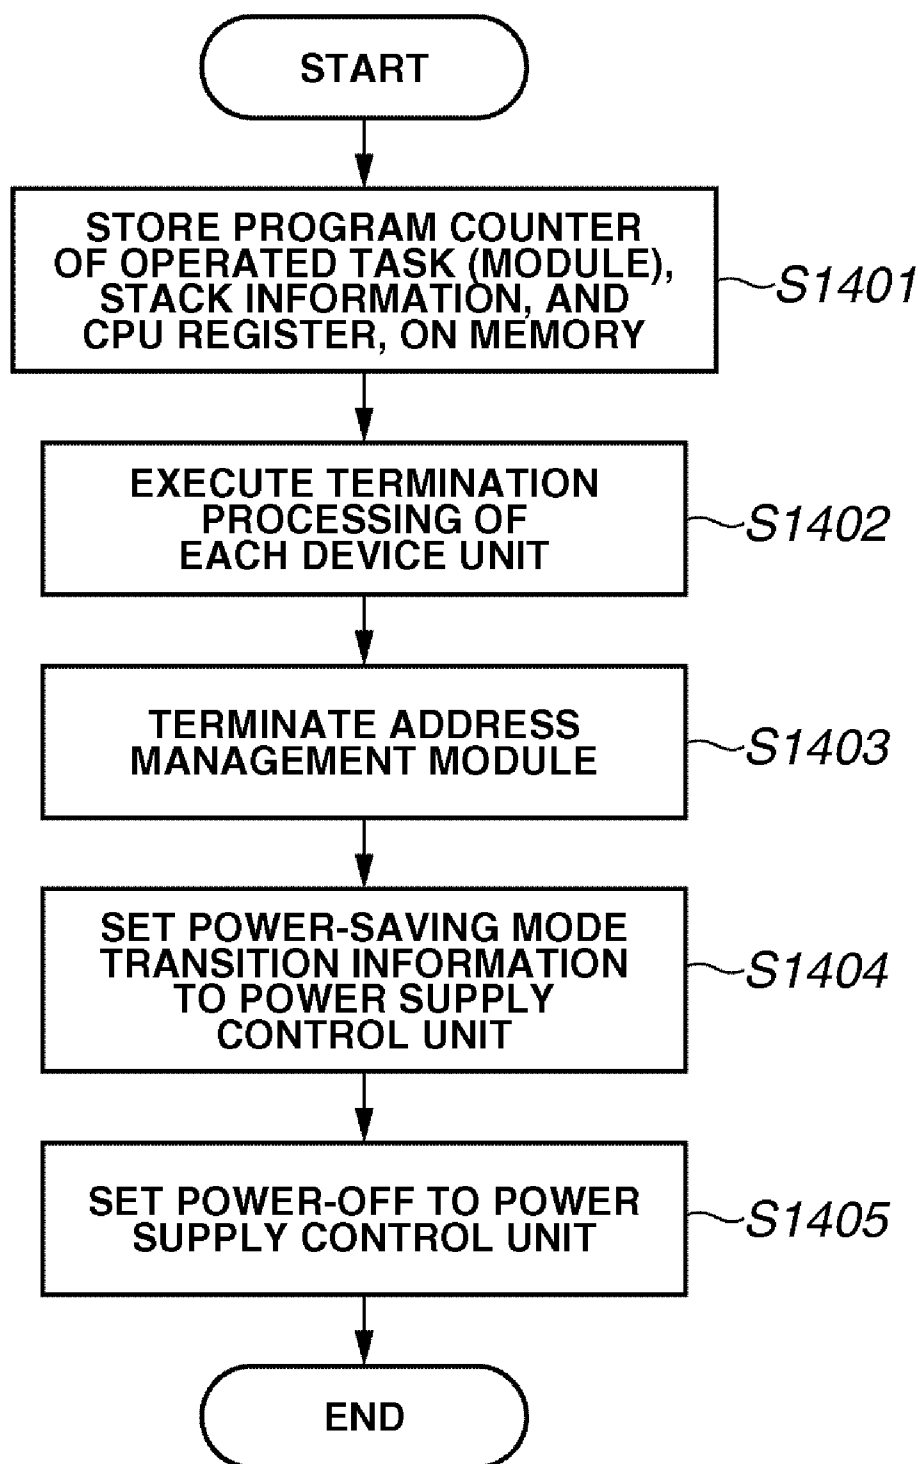 START
STORE PROGRAM COUNTER
OF OPERATED TASK (MODULE),
STACK INFORMATION, AND
CPU REGISTER, ON MEMORY
S1401
EXECUTE TERMINATION
PROCESSING OF
EACH DEVICE UNIT
S1402
TERMINATE ADDRESS
MANAGEMENT MODULE
S1403
SET POWER-SAVING MODE
TRANSITION INFORMATION
TO POWER SUPPLY
CONTROL UNIT
S1404
SET POWER-OFF TO POWER
SUPPLY CONTROL UNIT
S1405
END